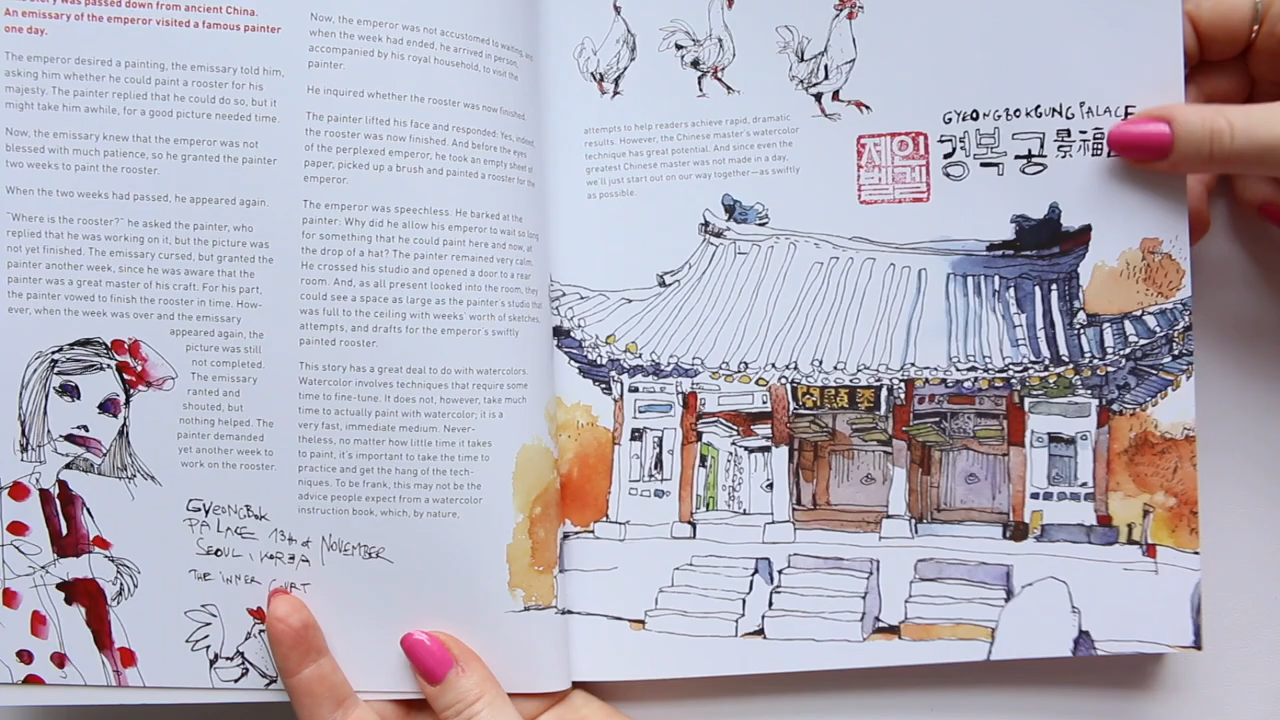 story was passed down from ancient China.
An emissary of the emperor visited a famous painter
one day.
The emperor desired a painting, the emissary told him,
asking him whether he could paint a rooster for his
majesty. The painter replied that he could do so, but it
might take him awhile, for a good picture needed time.
Now, the emissary knew that the emperor was not
blessed with much patience, so he granted the painter
two weeks to paint the rooster.
When the two weeks had passed, he appeared again.
“Where is the rooster?” he asked the painter, who
replied that he was working on it, but the picture was
not yet finished. The emissary cursed, but granted the
painter another week, since he was aware that the
painter was a great master of his craft. For his part,
the painter vowed to finish the rooster in time. How-
ever, when the week was over and the emissary
appeared again, the
picture was still
not completed.
The emissary
ranted and
shouted, but
nothing helped. The
painter demanded
yet another week to
work on the rooster.
GYEONGBOK
PALACE 13th of NOVEMBER
SEOUL, KOREA
THE INNER COURT
Now, the emperor was not accustomed to waiting, and
when the week had ended, he arrived in person,
accompanied by his royal household, to visit the
painter.
He inquired whether the rooster was now finished.
The painter lifted his face and responded: Yes, indeed,
the rooster was now finished. And before the eyes
of the perplexed emperor, he took an empty sheet of
paper, picked up a brush and painted a rooster for the
emperor.
The emperor was speechless. He barked at the
painter: Why did he allow his emperor to wait so long
for something that he could paint here and now, at
the drop of a hat? The painter remained very calm.
He crossed his studio and opened a door to a rear
room. And, as all present looked into the room, they
could see a space as large as the painter's studio that
was full to the ceiling with weeks' worth of sketches,
attempts, and drafts for the emperor's swiftly
painted rooster.
This story has a great deal to do with watercolors.
Watercolor involves techniques that require some
time to fine-tune. It does not, however, take much
time to actually paint with watercolor; it is a
very fast, immediate medium. Never-
theless, no matter how little time it takes
to paint, it's important to take the time to
practice and get the hang of the tech-
niques. To be frank, this may not be the
advice people expect from a watercolor
instruction book, which, by nature,
attempts to help readers achieve rapid, dramatic
results. However, the Chinese master's watercolor
technique has great potential. And since even the
greatest Chinese master was not made in a day,
we'll just start out on our way together—as swiftly
as possible.
GYEONGBOKGUNG PALACE
경복궁 景福